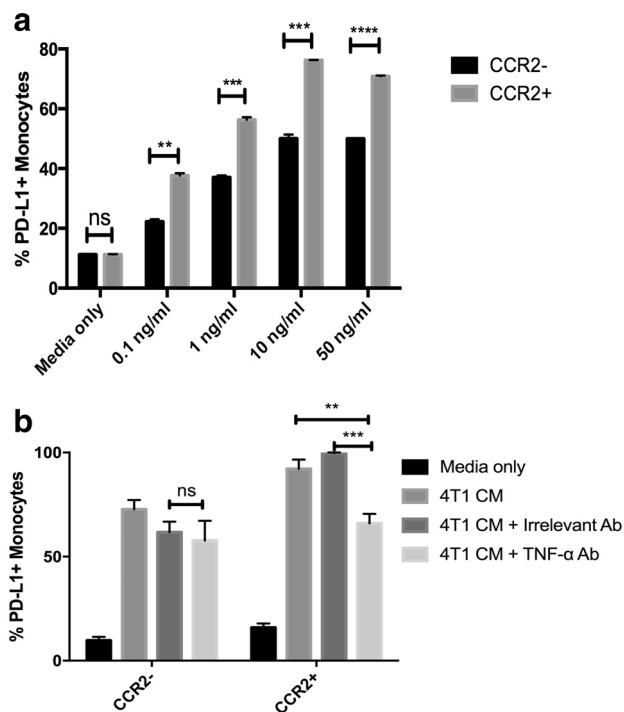 a
% PD-L1+ Monocytes
80
60
40
20
0
ns
**
***
***
****
Media only
0.1 ng/ml
1 ng/ml
10 ng/ml
50 ng/ml
CCR2-
CCR2+
b
% PD-L1+ Monocytes
100
50
0
ns
**
***
CCR2-
CCR2+
Media only
4T1 CM
4T1 CM + Irrelevant Ab
4T1 CM + TNF-α Ab